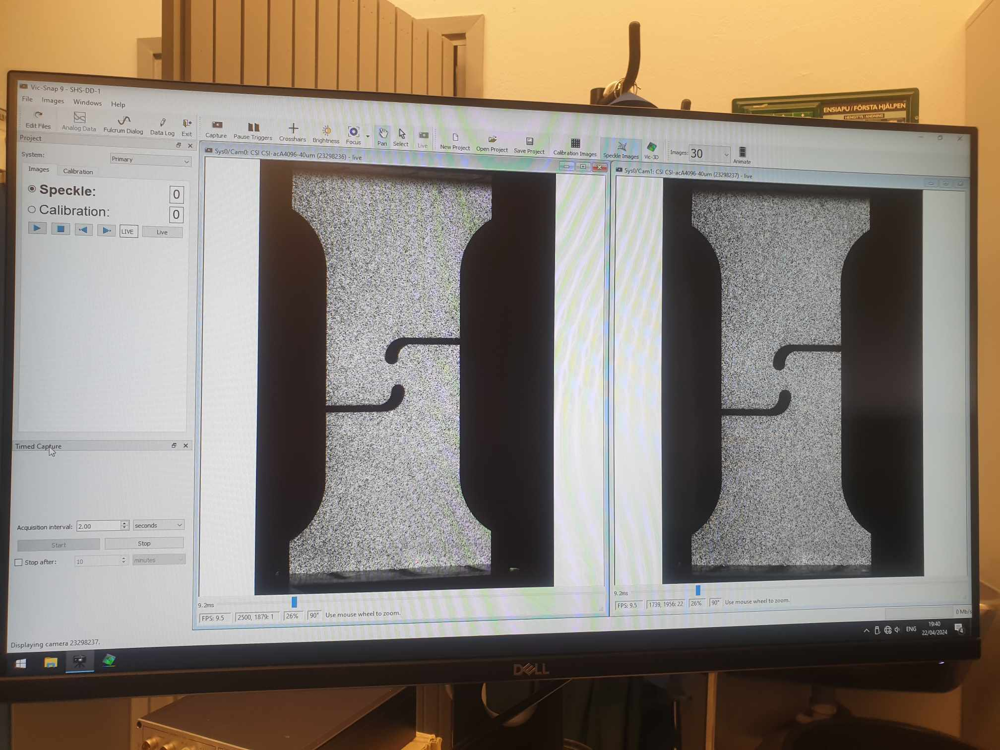 ENSIAPU / FÖRSTA HJÄLPEN
HENGITYS / ANDNING
Vic-Snap 9 - SHS-DD-1
File Images Windows Help
Edit Files Analog Data Fulcrum Dialog Data Log Exit Capture Pause Triggers Crosshairs Brightness Focus Pan Select Live New Project Open Project Save Project Calibration Images Speckle Images Vic-3D Images: 30 Animate
Project
System: Primary
Images Calibration
Speckle: 0
Calibration: 0
LIVE Live
Timed Capture
Acquisition interval: 2.00 seconds
Start Stop
Stop after: 10 minutes
Displaying camera 23298237.
Sys0/Cam0: CSI CSI-acA4096-40um (23298236) - live
9.2ms
FPS: 9.5 2500, 1879: 1 26% 90° Use mouse wheel to zoom.
Sys0/Cam1: CSI CSI-acA4096-40um (23298237) - live
9.2ms
FPS: 9.5 1739, 1956: 22 26% 90° Use mouse wheel to zoom.
0 Mb/s
ENG
19:40
22/04/2024
4
DELL